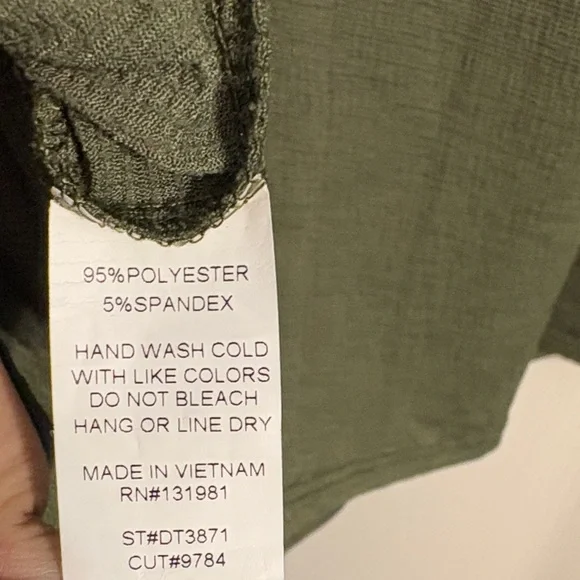 95%POLYESTER
5%SPANDEX
HAND WASH COLD
WITH LIKE COLORS
DO NOT BLEACH
HANG OR LINE DRY
MADE IN VIETNAM
RN#131981
ST#DT3871
CUT#9784